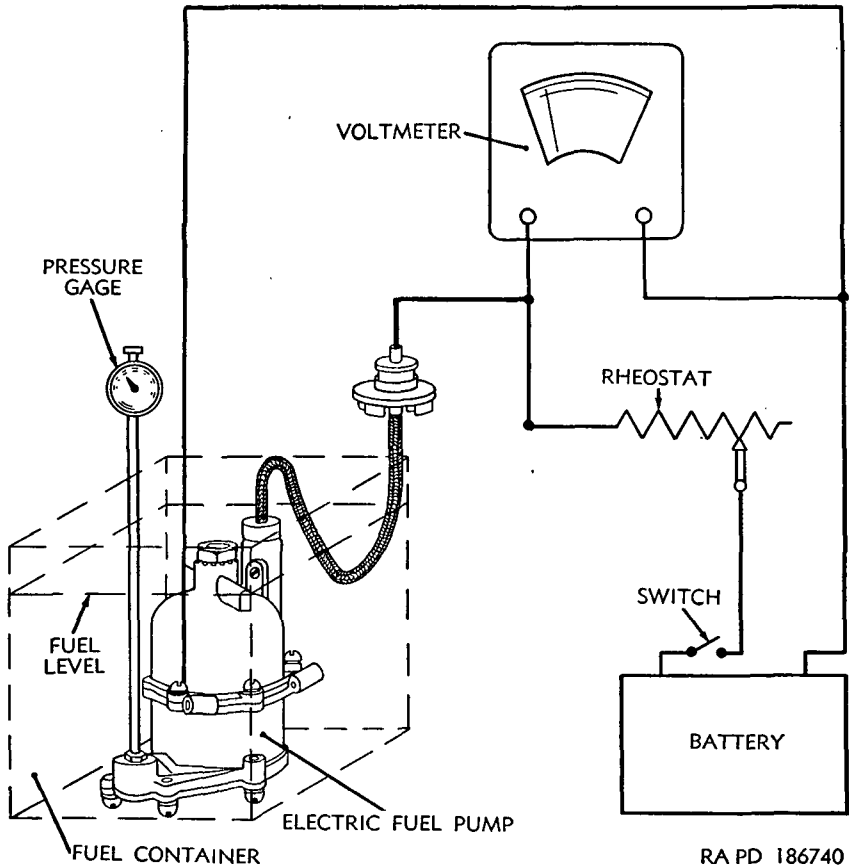 VOLTMETER
PRESSURE
GAGE
RHEOSTAT
SWITCH
FUEL
LEVEL
BATTERY
ELECTRIC FUEL PUMP
FUEL CONTAINER
RA PD 186740